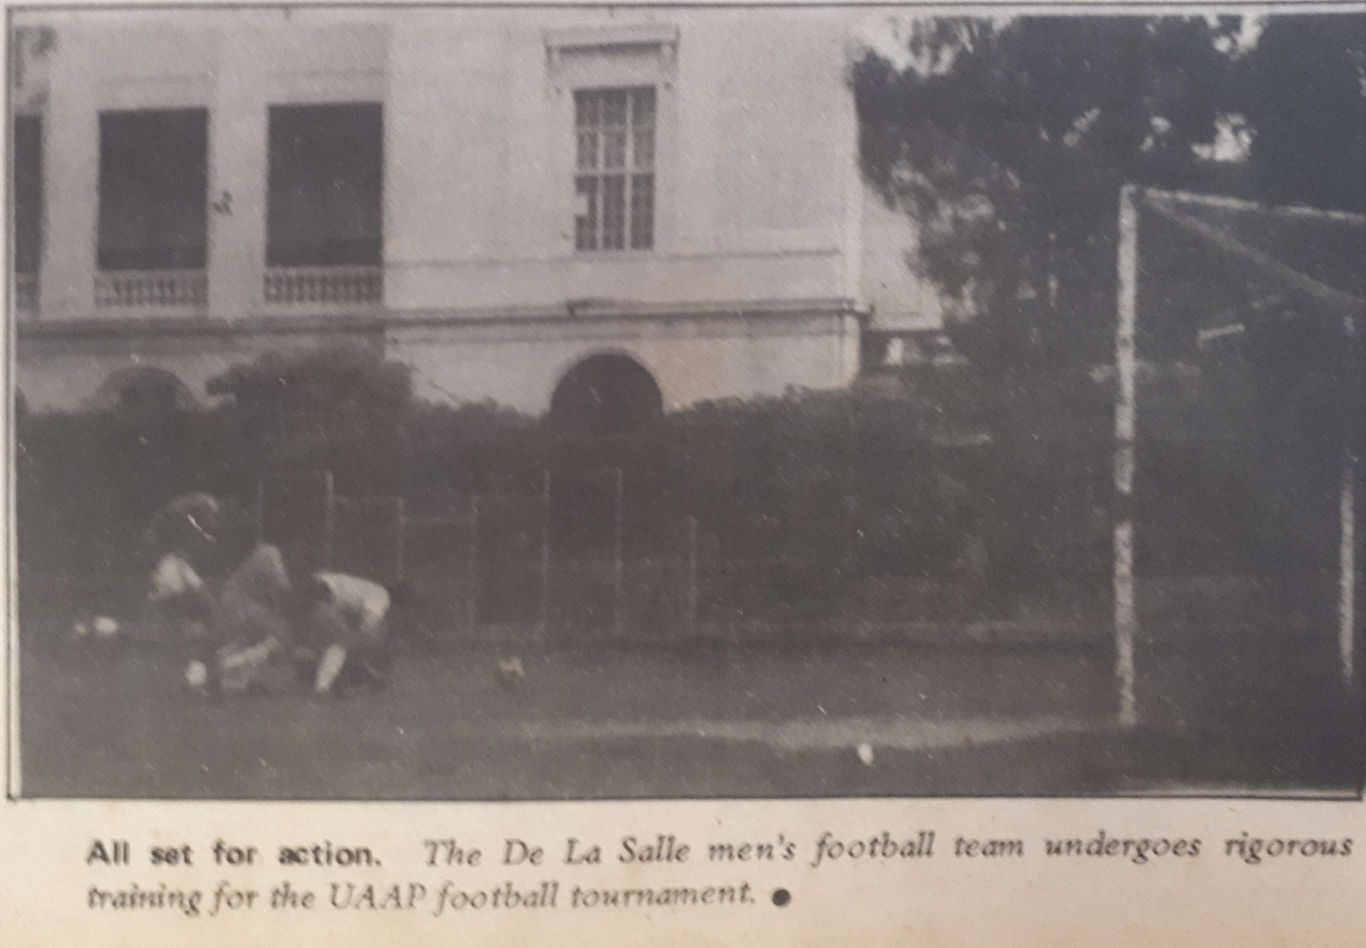 All set for action. The De La Salle men's football team undergoes rigorous
training for the UAAP football tournament. ●